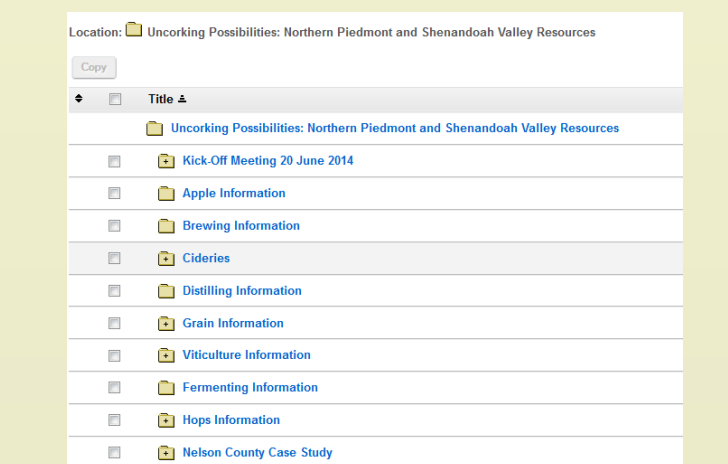 Location: Uncorking Possibilities: Northern Piedmont and Shenandoah Valley Resources
Copy
Title
Uncorking Possibilities: Northern Piedmont and Shenandoah Valley Resources
Kick-Off Meeting 20 June 2014
Apple Information
Brewing Information
Cideries
Distilling Information
Grain Information
Viticulture Information
Fermenting Information
Hops Information
Nelson County Case Study